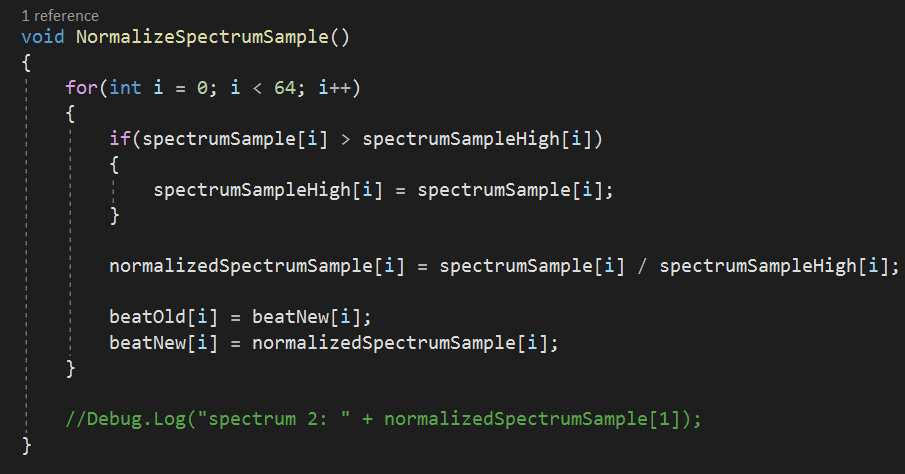 1 reference
void NormalizeSpectrumSample()
{
    for(int i = 0; i < 64; i++)
    {
        if(spectrumSample[i] > spectrumSampleHigh[i])
        {
            spectrumSampleHigh[i] = spectrumSample[i];
        }

        normalizedSpectrumSample[i] = spectrumSample[i] / spectrumSampleHigh[i];

        beatOld[i] = beatNew[i];
        beatNew[i] = normalizedSpectrumSample[i];
    }

    //Debug.Log("spectrum 2: " + normalizedSpectrumSample[1]);
}